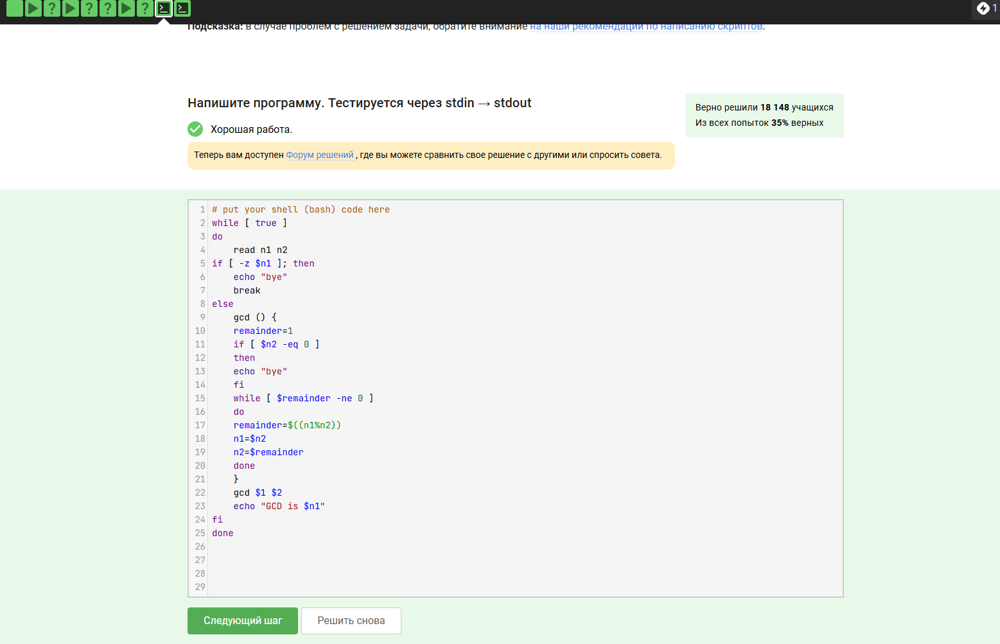 1
Подсказка: в случае проблем с решением задачи, обратите внимание на наши рекомендации по написанию скриптов.
Напишите программу. Тестируется через stdin → stdout
Верно решили 18 148 учащихся
Из всех попыток 35% верных
Хорошая работа.
Теперь вам доступен Форум решений , где вы можете сравнить свое решение с другими или спросить совета.
1 # put your shell (bash) code here
2 while [ true ]
3 do
4     read n1 n2
5 if [ -z $n1 ]; then
6     echo "bye"
7     break
8 else
9     gcd () {
10     remainder=1
11     if [ $n2 -eq 0 ]
12     then
13     echo "bye"
14     fi
15     while [ $remainder -ne 0 ]
16     do
17     remainder=$((n1%n2))
18     n1=$n2
19     n2=$remainder
20     done
21     }
22     gcd $1 $2
23     echo "GCD is $n1"
24 fi
25 done
26
27
28
29
Следующий шаг
Решить снова